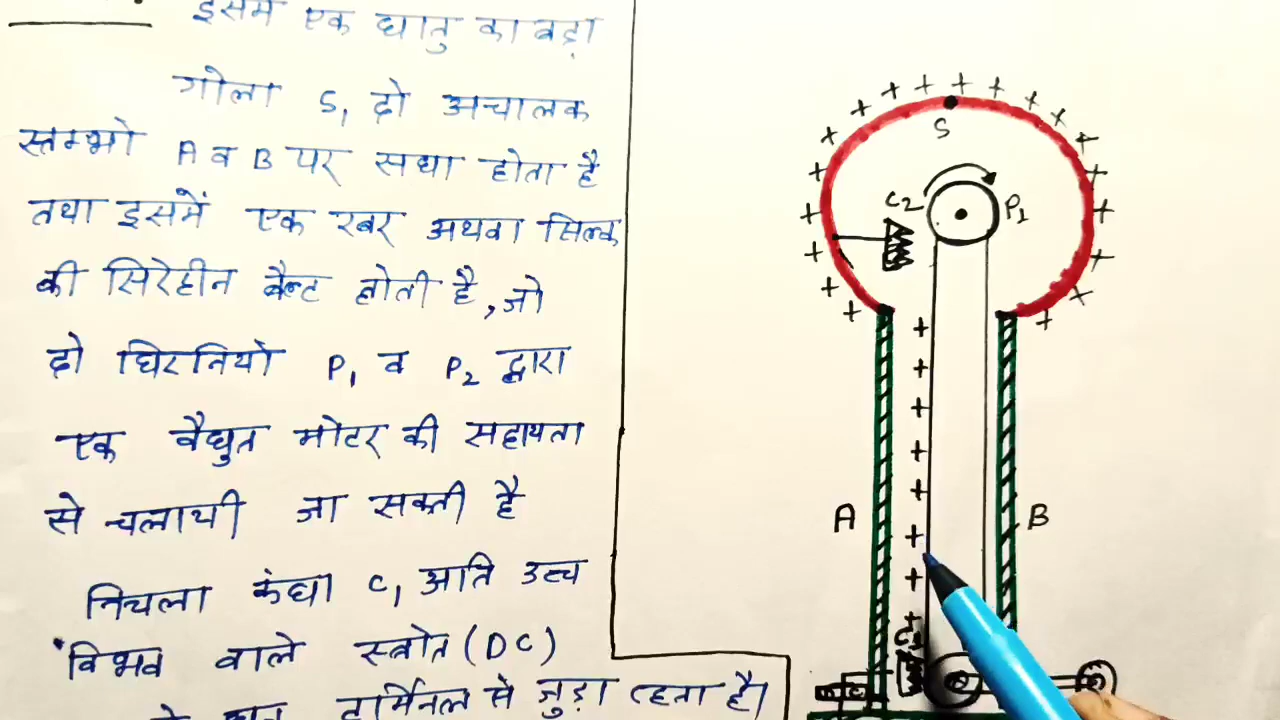 इसमें एक धातु का बड़ा
गोला S, दो अचालक
स्तम्भो A व B पर सधा होता है
तथा इसमें एक रबर अथवा सिल्क
की सिरेहीन बैल्ट होती है, जो
दो घिरनियो P₁ व P₂ द्वारा
एक वैधुत मोटर की सहायता
से चलायी जा सकती है
निचला कंघा C₁ अति उच्च
विभव वाले स्त्रोत (DC)
टर्मिनल से जुड़ा रहता है।
+ + + + + + + + + + + + + + + + + +
S
C₂ P₁
+ + + + + + + +
A B
C₁